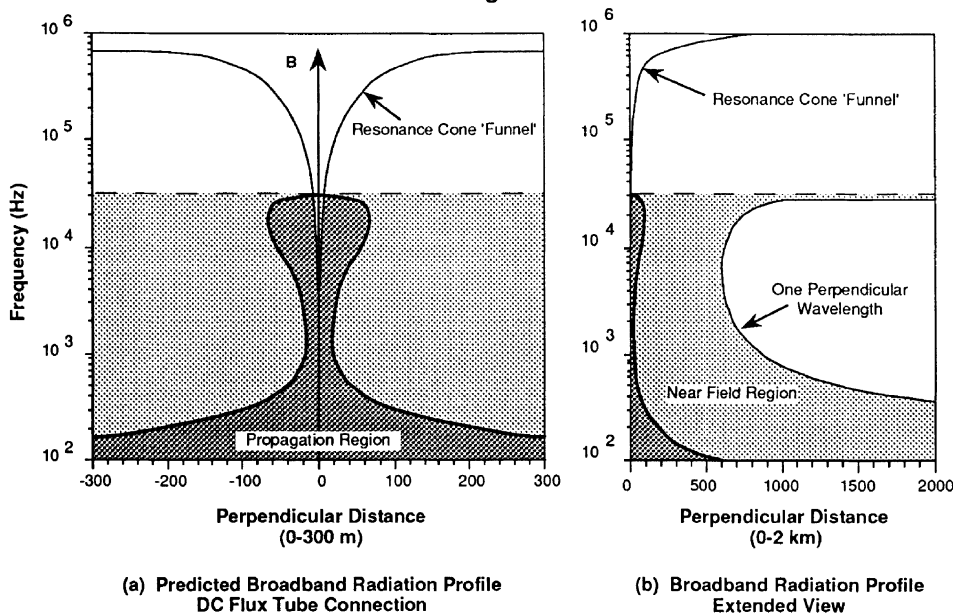 10^6
10^5
10^4
10^3
10^2
Frequency (Hz)
B
Resonance Cone 'Funnel'
Propagation Region
-300 -200 -100 0 100 200 300
Perpendicular Distance
(0-300 m)
(a) Predicted Broadband Radiation Profile
DC Flux Tube Connection
10^6
10^5
10^4
10^3
10
Resonance Cone 'Funnel'
One Perpendicular
Wavelength
Near Field Region
0 500 1000 1500 2000
Perpendicular Distance
(0-2 km)
(b) Broadband Radiation Profile
Extended View